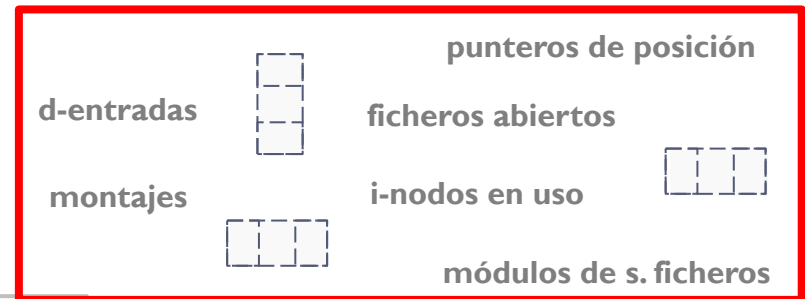 punteros de posición
d-entradas
ficheros abiertos
montajes
i-nodos en uso
módulos de s. ficheros